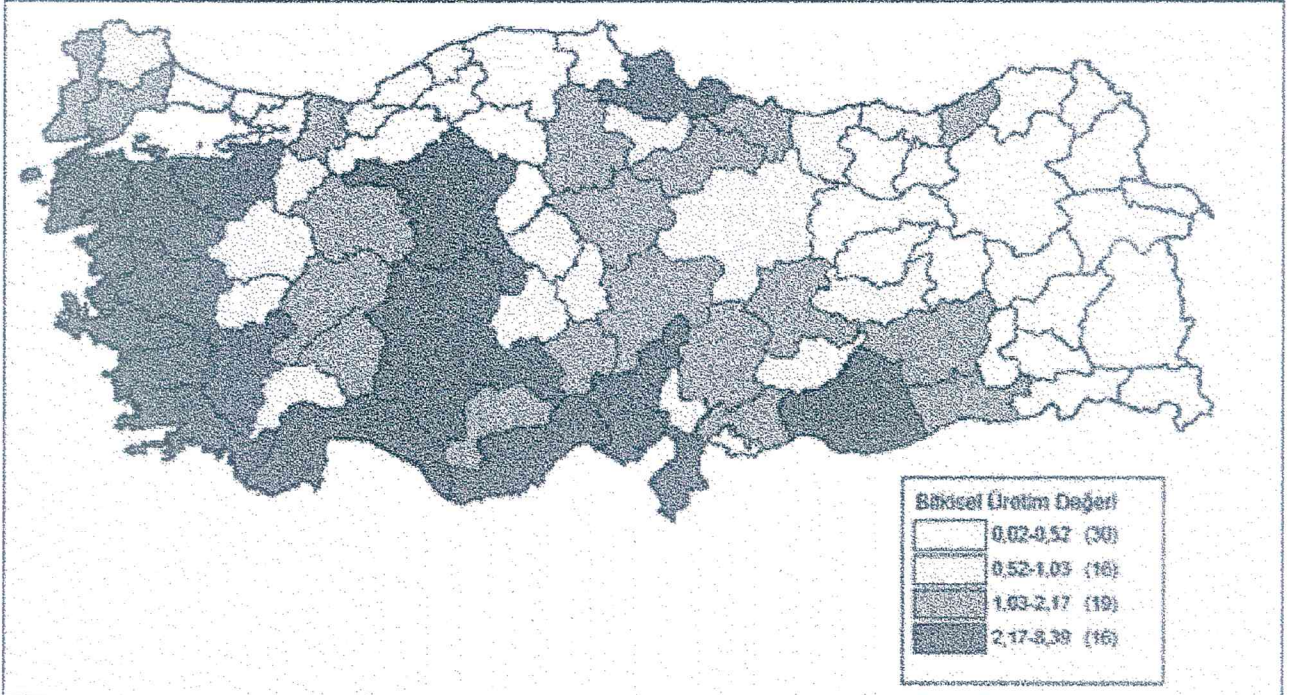 Bitkisel Üretim Değeri
0,02-0,52 (30)
0,52-1,03 (16)
1,03-2,17 (19)
2,17-8,39 (16)